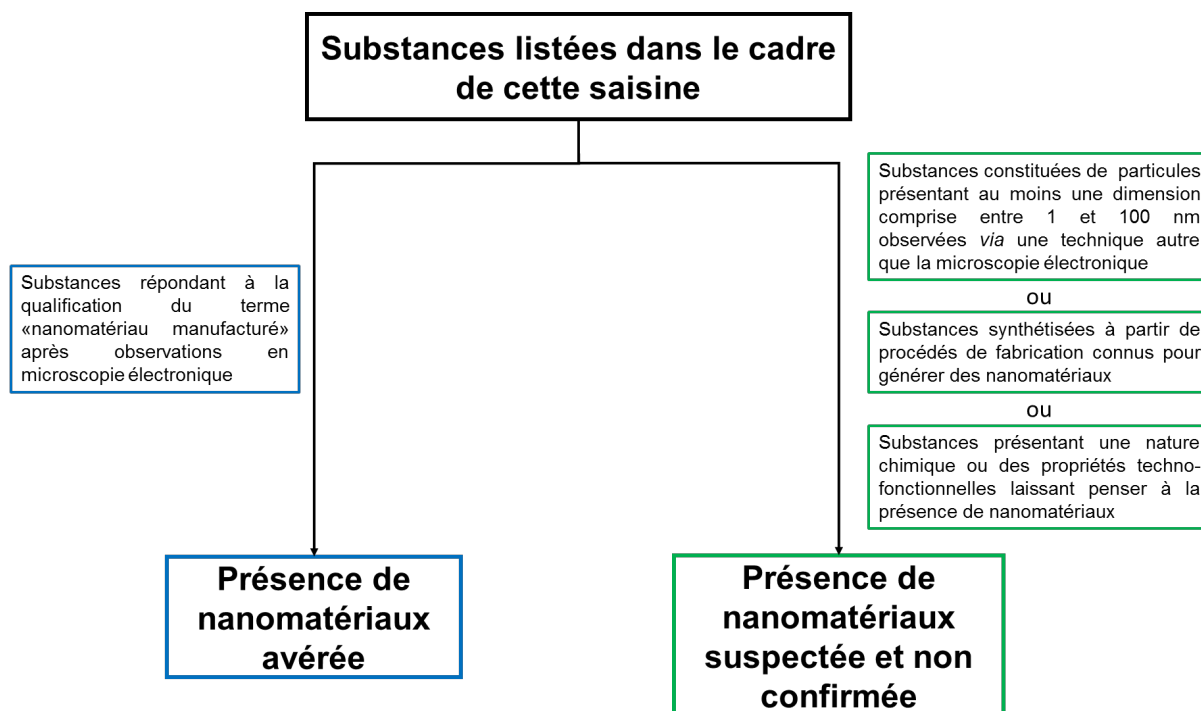 Substances listées dans le cadre
de cette saisine
Substances répondant à la
qualification du terme
«nanomatériau manufacturé»
après observations en
microscopie électronique
Substances constituées de particules
présentant au moins une dimension
comprise entre 1 et 100 nm
observées via une technique autre
que la microscopie électronique
ou
Substances synthétisées à partir de
procédés de fabrication connus pour
générer des nanomatériaux
ou
Substances présentant une nature
chimique ou des propriétés techno-
fonctionnelles laissant penser à la
présence de nanomatériaux
Présence de
nanomatériaux
avérée
Présence de
nanomatériaux
suspectée et non
confirmée